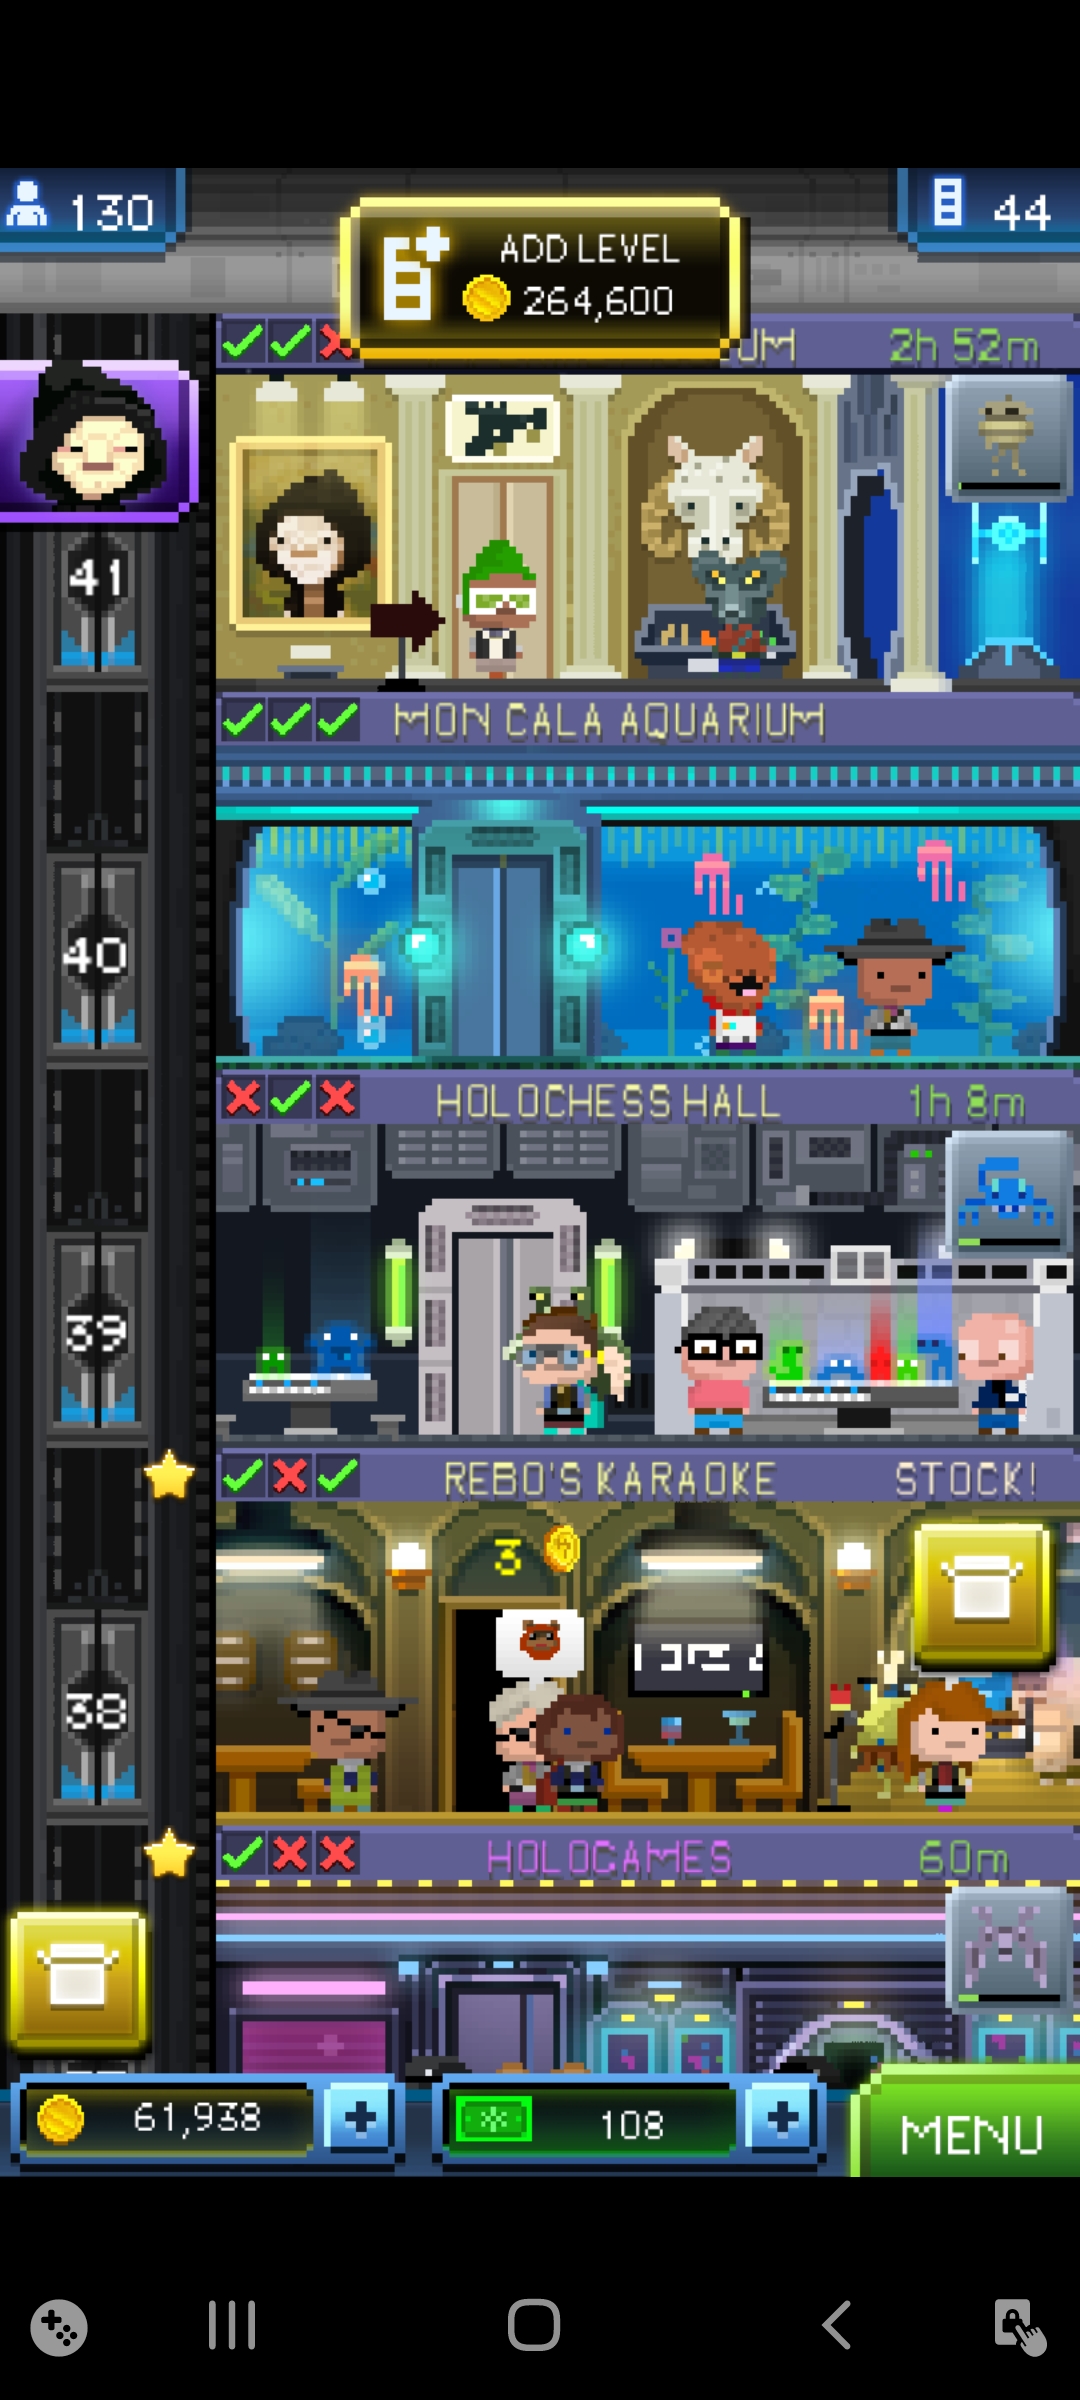 130
ADD LEVEL
264,600
44
UM 2h 52m
41
MON CALA AQUARIUM
40
HOLOCHESS HALL 1h 8m
39
REBO'S KARAOKE STOCK!
3
38
HOLOGAMES 60m
61,938
108
MENU